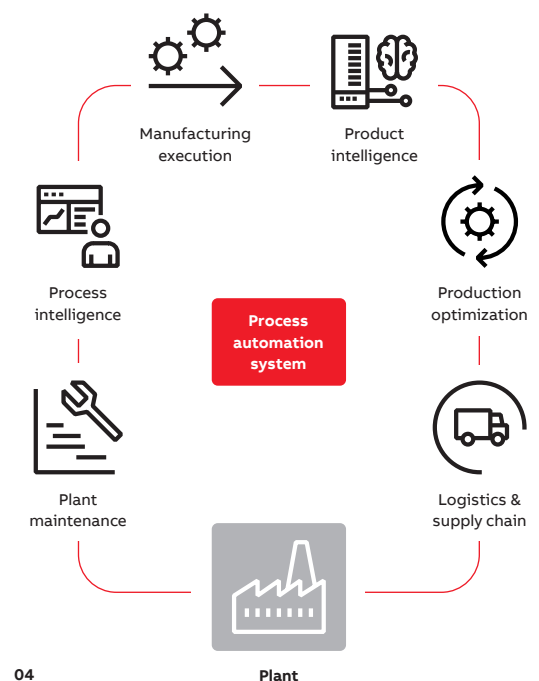 Manufacturing
execution
Product
intelligence
Process
intelligence
Production
optimization
Process
automation
system
Plant
maintenance
Logistics &
supply chain
04
Plant